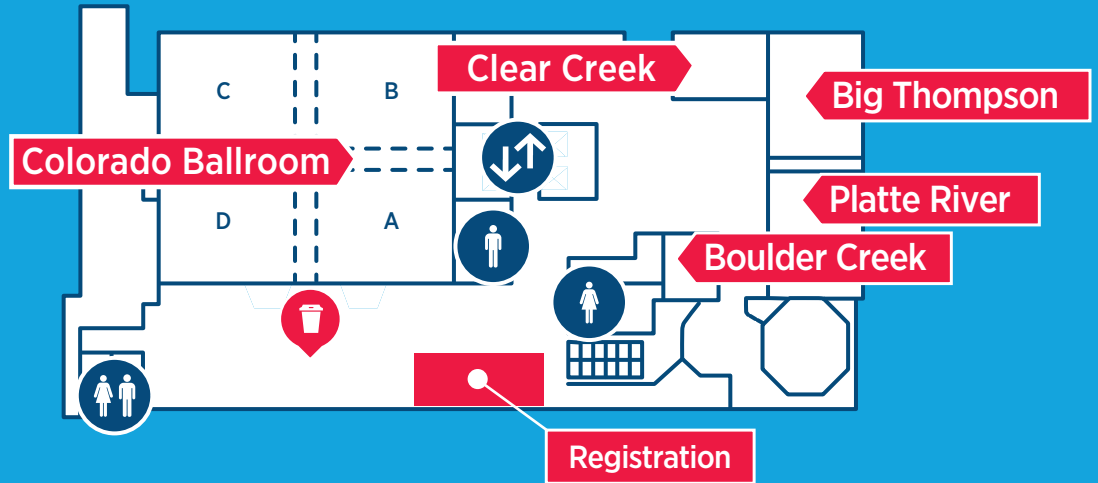 Clear Creek
C
B
Big Thompson
Colorado Ballroom
Platte River
D
A
Boulder Creek
Registration